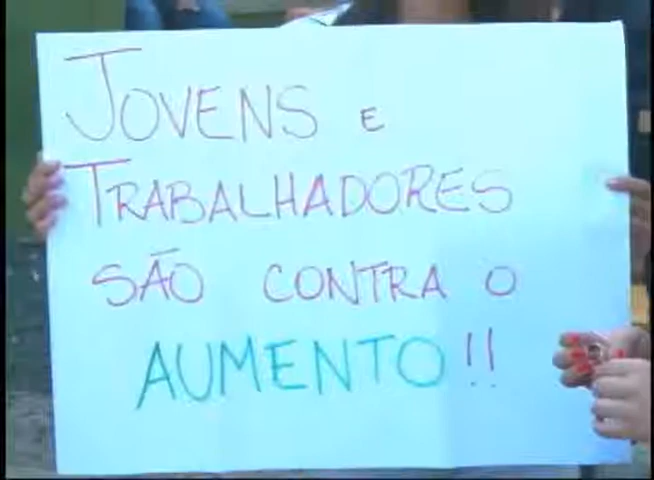 JOVENS E
TRABALHADORES
SÃO CONTRA O
AUMENTO!!